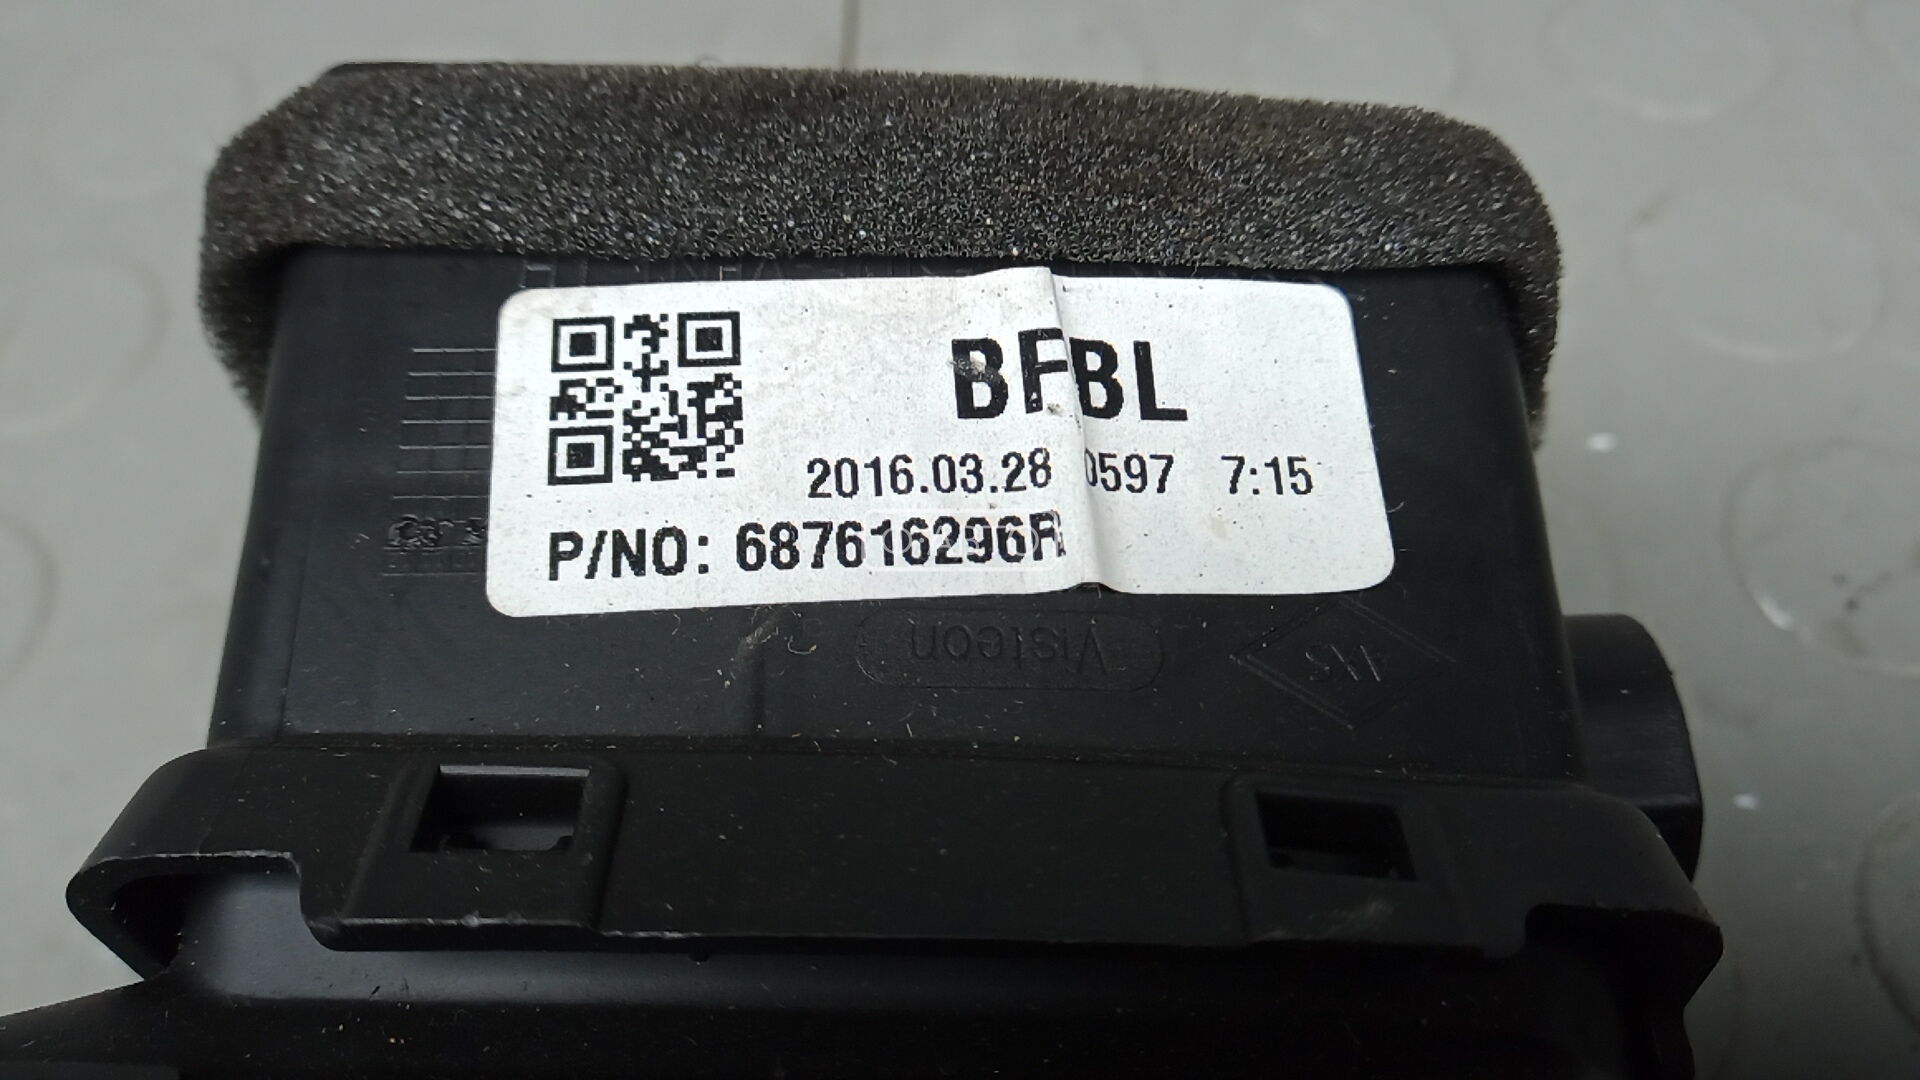 BFBL
2016.03.28 0597 7:15
P/NO: 687616296R
Visteon